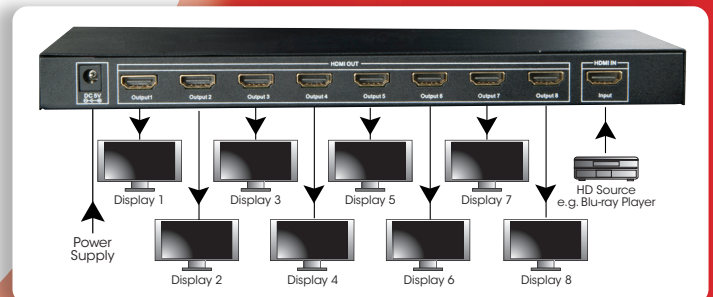 HDMI OUT
HDMI IN
DC 5V
Output1
Output 2
Output 3
Output 4
Output 5
Output 6
Output 7
Output 8
Input
Display 1
Display 3
Display 5
Display 7
HD Source
e.g. Blu-ray Player
Power
Supply
Display 2
Display 4
Display 6
Display 8